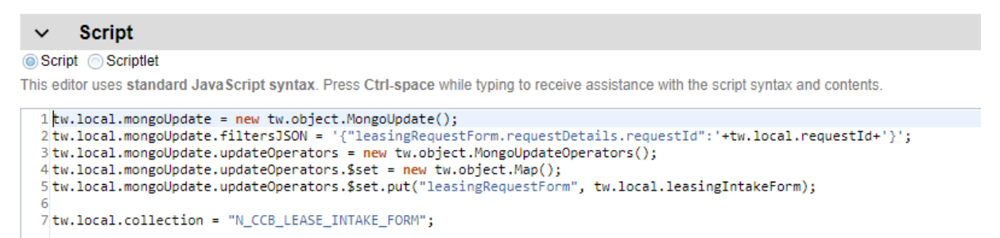 Script
Script Scriptlet
This editor uses standard JavaScript syntax. Press Ctrl-space while typing to receive assistance with the script syntax and contents.
1 tw.local.mongoUpdate = new tw.object.MongoUpdate();
2 tw.local.mongoUpdate.filtersJSON = '{"leasingRequestForm.requestDetails.requestId":'+tw.local.requestId+'}';
3 tw.local.mongoUpdate.updateOperators = new tw.object.MongoUpdateOperators();
4 tw.local.mongoUpdate.updateOperators.$set = new tw.object.Map();
5 tw.local.mongoUpdate.updateOperators.$set.put("leasingRequestForm", tw.local.leasingIntakeForm);
6
7 tw.local.collection = "N_CCB_LEASE_INTAKE_FORM";